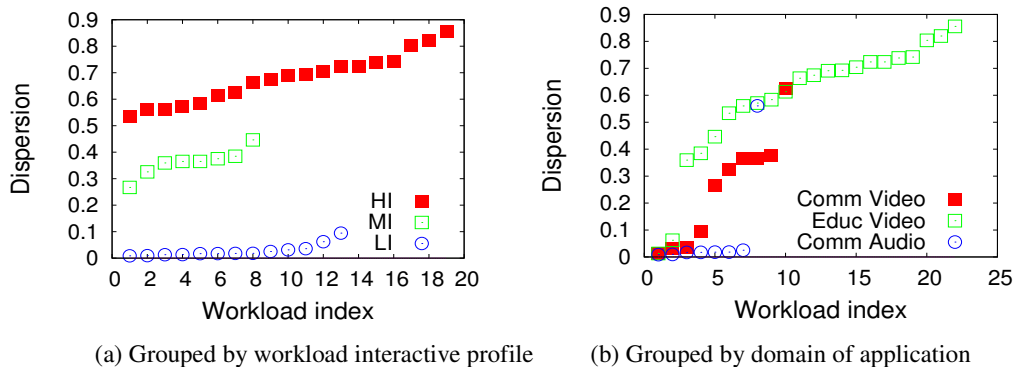 0.9
0.8
0.7
0.6
0.5
0.4
0.3
0.2
0.1
0
Dispersion
HI
MI
LI
0 2 4 6 8 10 12 14 16 18 20
Workload index
(a) Grouped by workload interactive profile
0.9
0.8
0.7
0.6
0.5
0.4
0.3
0.2
0.1
0
Dispersion
Comm Video
Educ Video
Comm Audio
0 5 10 15 20 25
Workload index
(b) Grouped by domain of application